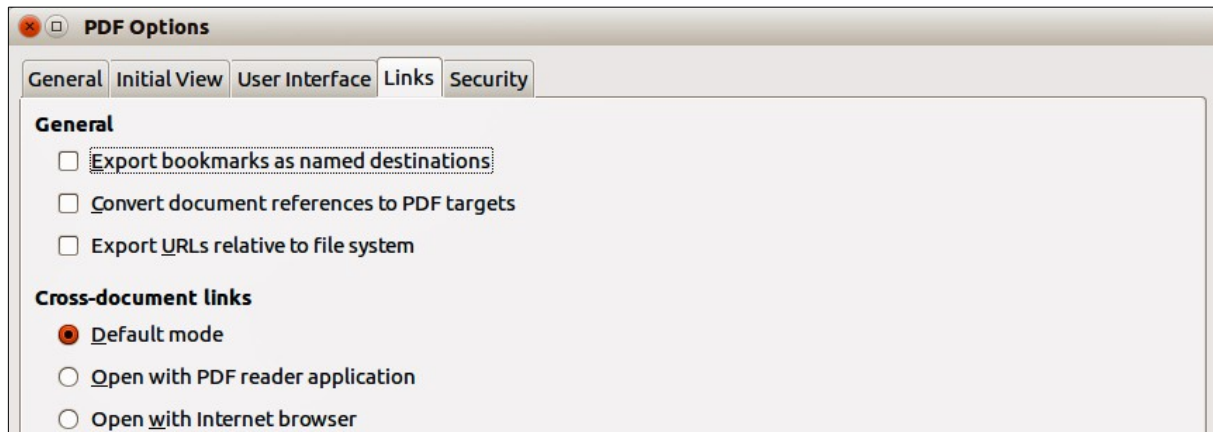 PDF Options
General Initial View User Interface Links Security
General
Export bookmarks as named destinations
Convert document references to PDF targets
Export URLs relative to file system
Cross-document links
Default mode
Open with PDF reader application
Open with Internet browser